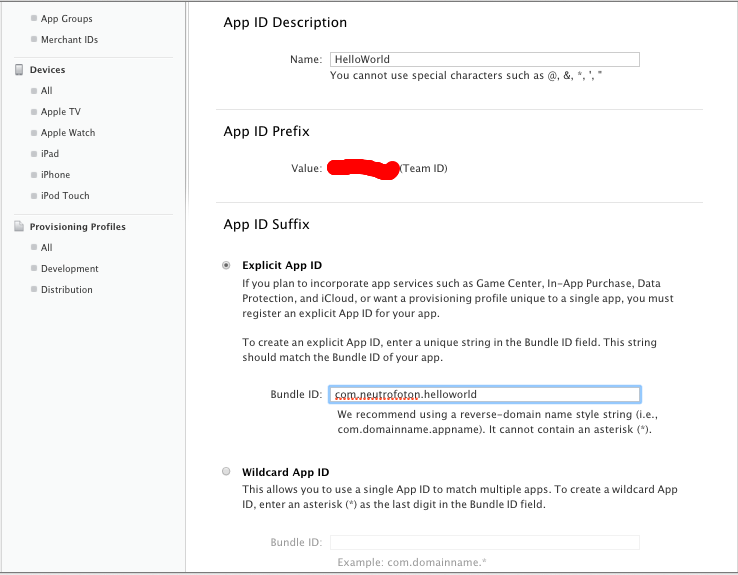 App Groups
Merchant IDs
Devices
All
Apple TV
Apple Watch
iPad
iPhone
iPod Touch
Provisioning Profiles
All
Development
Distribution
App ID Description
Name: HelloWorld
You cannot use special characters such as @, &, *, ', "
App ID Prefix
Value: (Team ID)
App ID Suffix
Explicit App ID
If you plan to incorporate app services such as Game Center, In-App Purchase, Data
Protection, and iCloud, or want a provisioning profile unique to a single app, you must
register an explicit App ID for your app.
To create an explicit App ID, enter a unique string in the Bundle ID field. This string
should match the Bundle ID of your app.
Bundle ID: com.neutrofoton.helloworld
We recommend using a reverse-domain name style string (i.e.,
com.domainname.appname). It cannot contain an asterisk (*).
Wildcard App ID
This allows you to use a single App ID to match multiple apps. To create a wildcard App
ID, enter an asterisk (*) as the last digit in the Bundle ID field.
Bundle ID:
Example: com.domainname.*